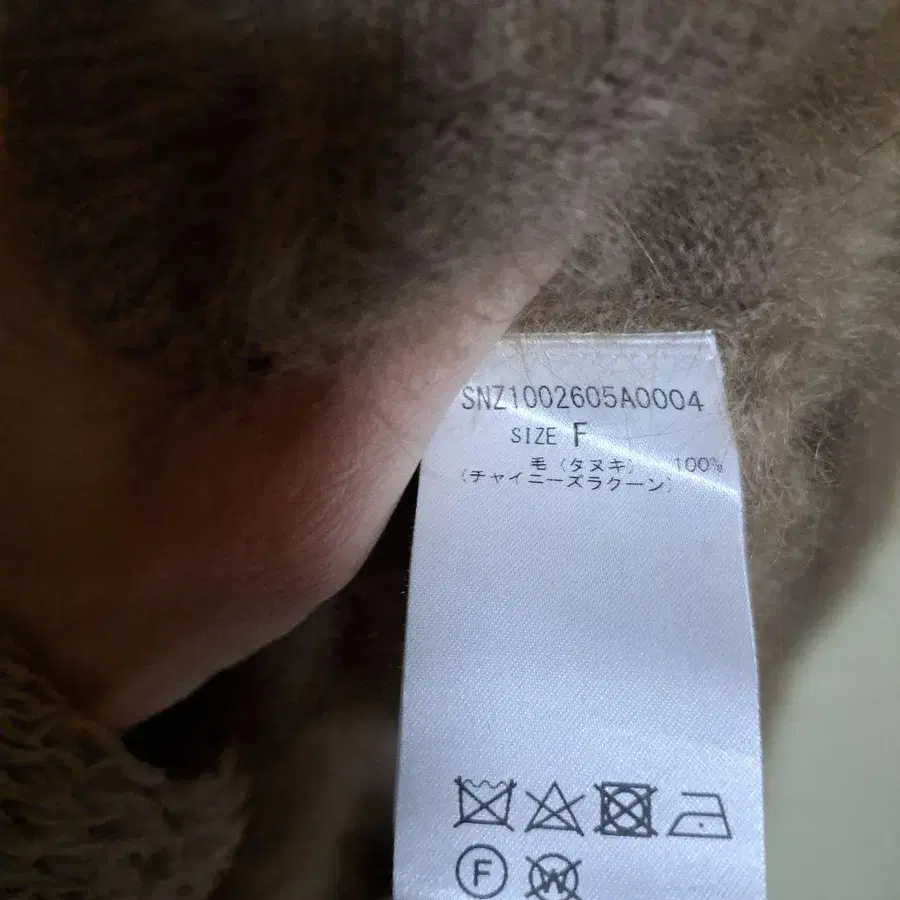 SNZ1002605A0004
SIZE F
毛（タヌキ） 100%
（チャイニーズラクーン）
F W